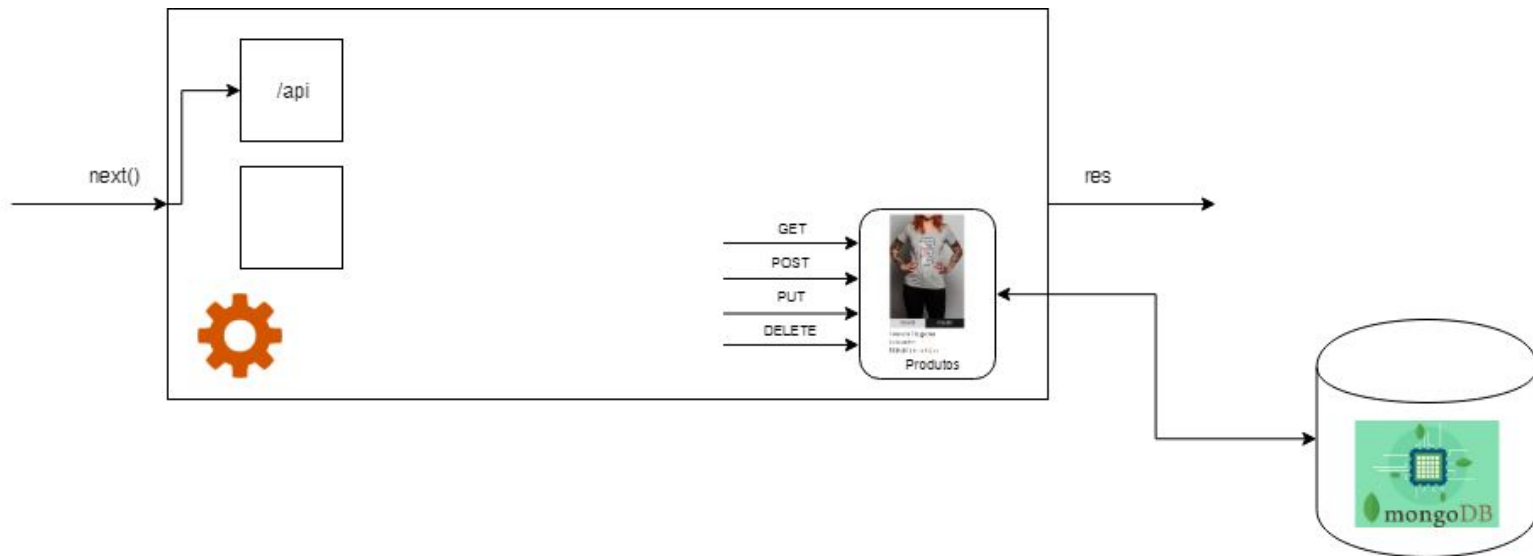 /api
next()
res
GET
POST
PUT
DELETE
Produtos
mongoDB